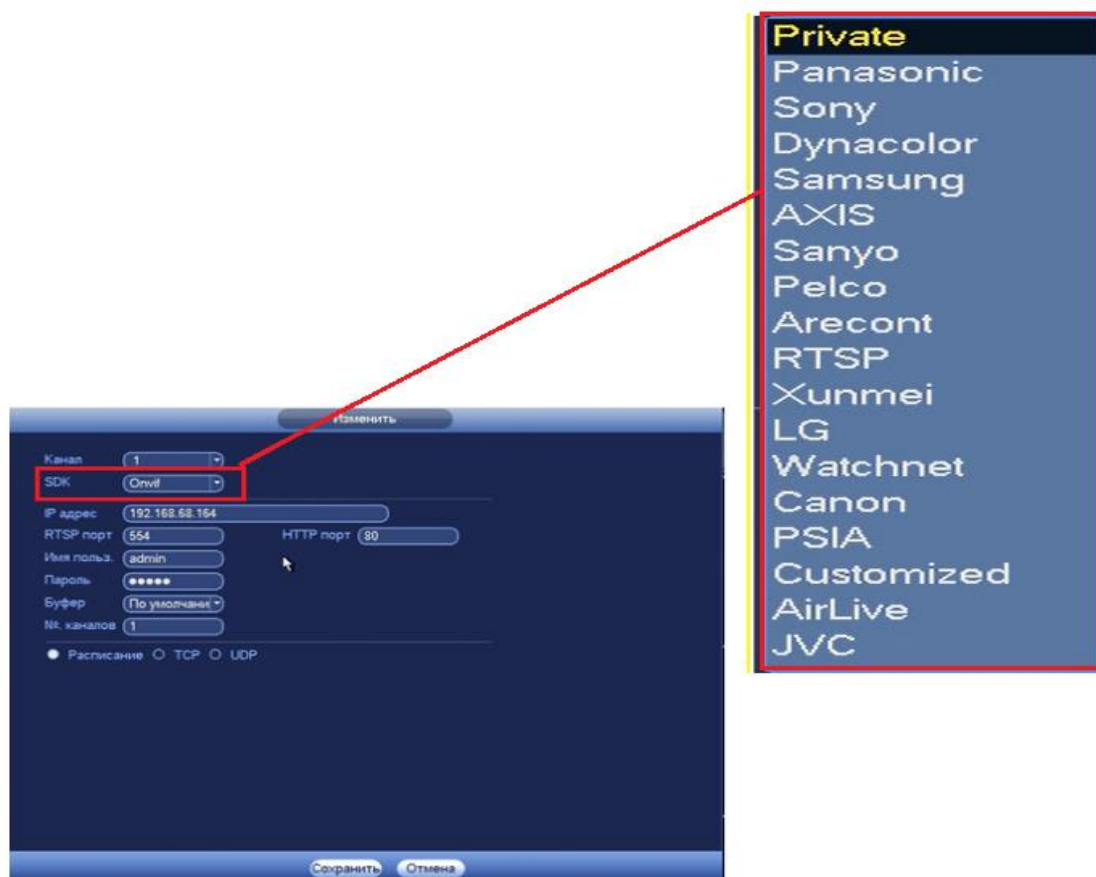 Private
Panasonic
Sony
Dynacolor
Samsung
AXIS
Sanyo
Pelco
Arecont
RTSP
Xunmei
LG
Watchnet
Canon
PSIA
Customized
AirLive
JVC
Изменить
Канал 1
SDK Onvif
IP адрес 192.168.68.164
RTSP порт 554 HTTP порт 80
Имя польз. admin
Пароль •••••
Буфер По умолчани
№. каналов 1
Расписание TCP UDP
Сохранить Отмена